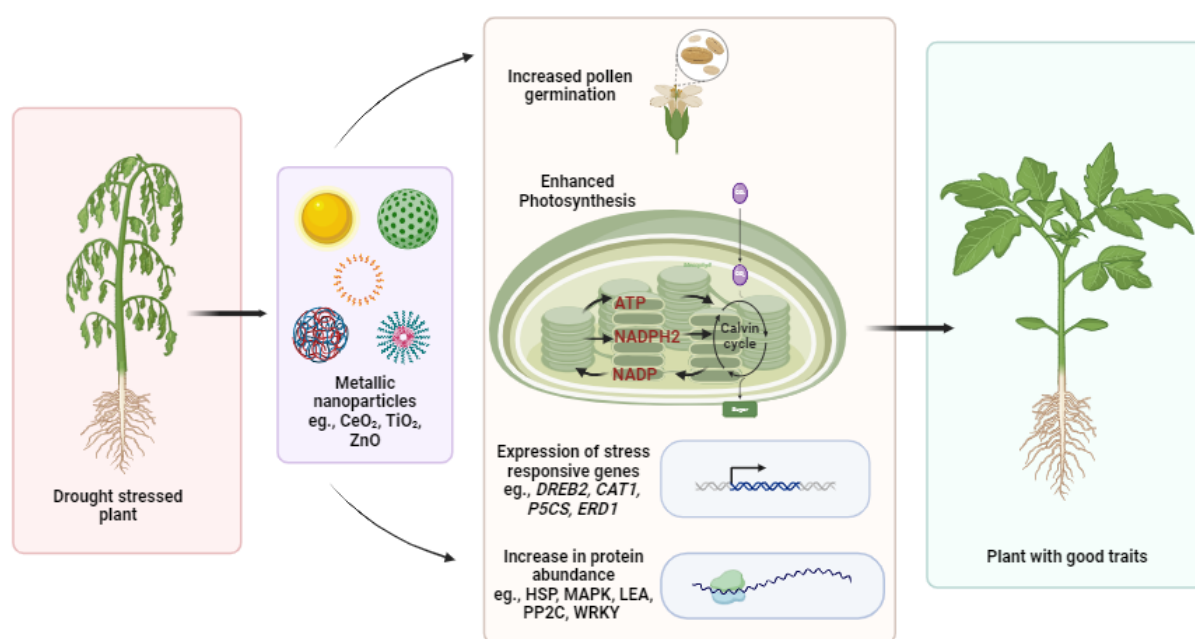 Drought stressed
plant
Metallic
nanoparticles
eg., CeO₂, TiO₂,
ZnO
Increased pollen
germination
Enhanced
Photosynthesis
ATP
NADPH2
NADP
Calvin
cycle
Sugar
Expression of stress
responsive genes
eg., DREB2, CAT1,
P5CS, ERD1
Increase in protein
abundance
eg., HSP, MAPK, LEA,
PP2C, WRKY
Plant with good traits